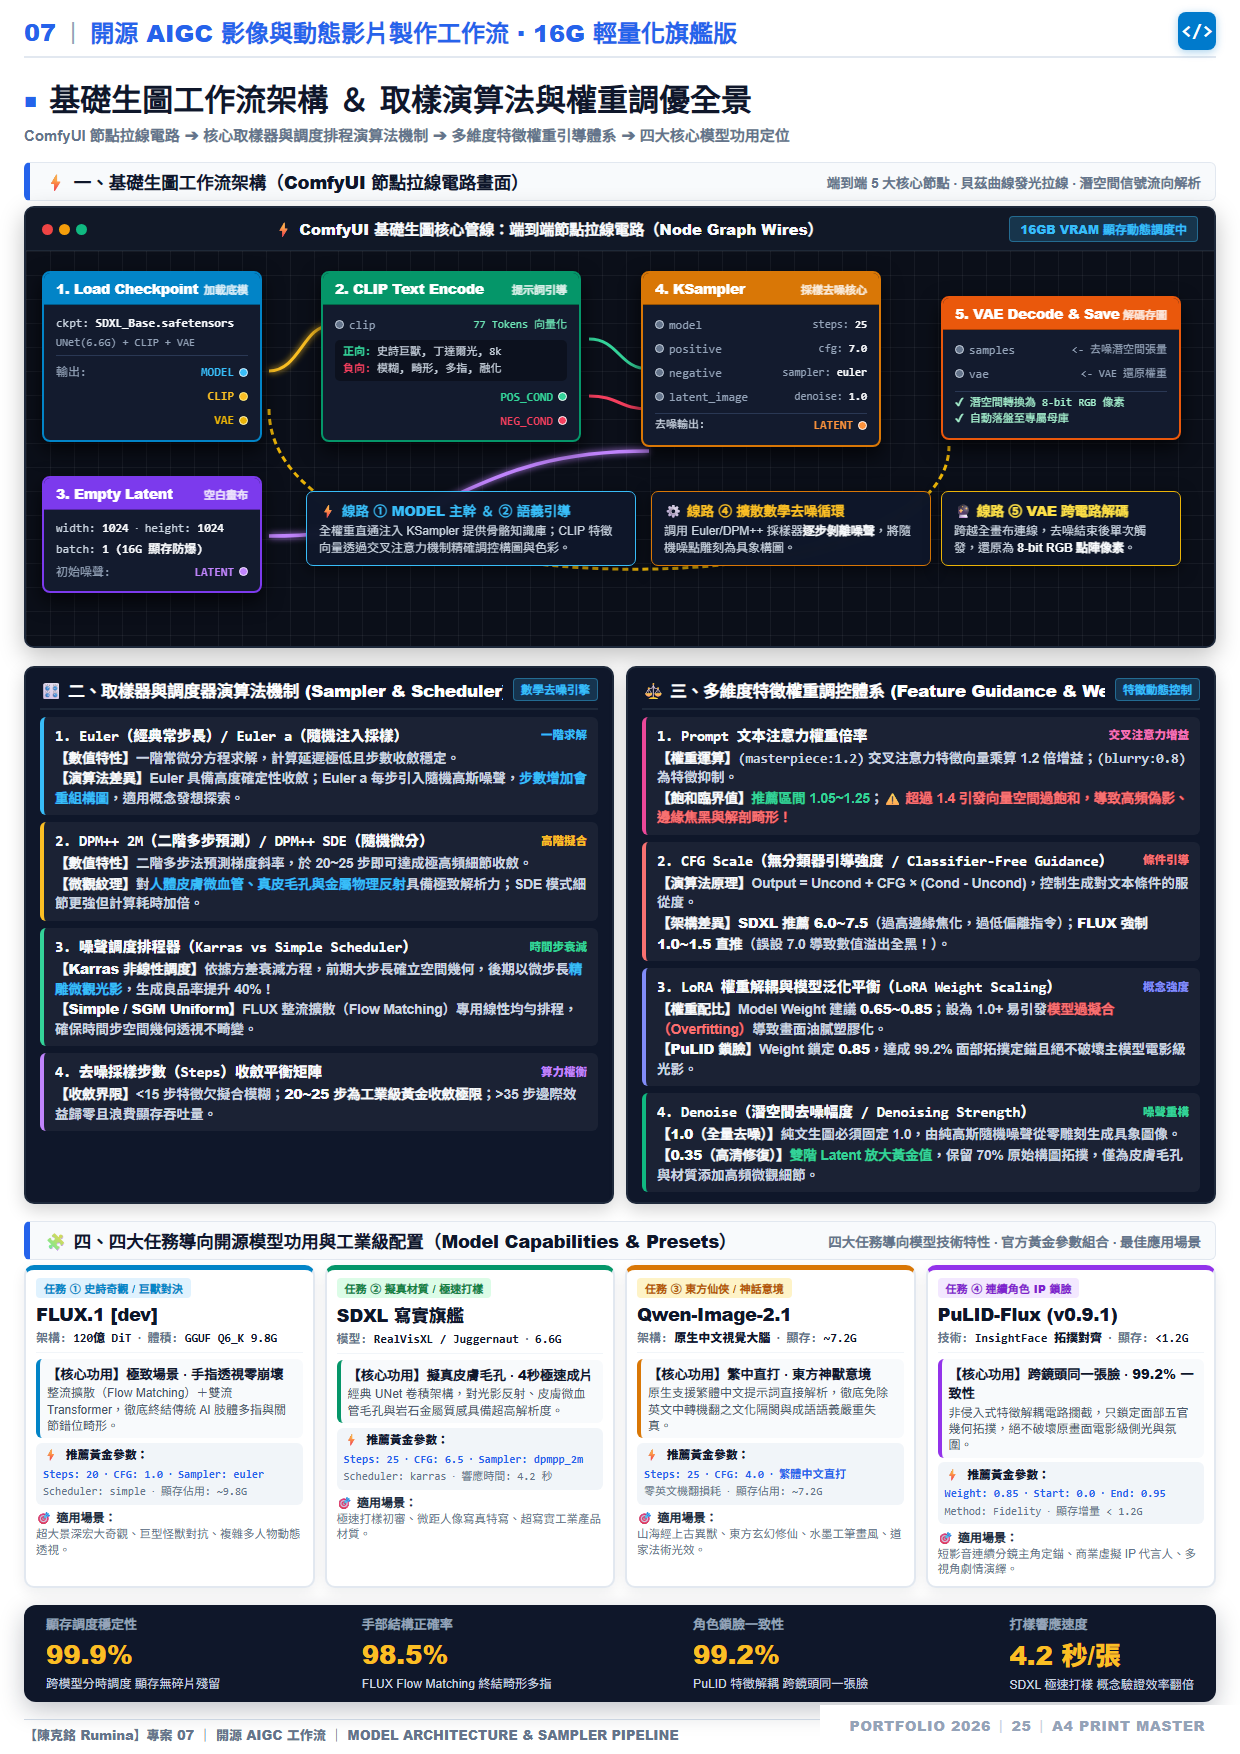 07 | 開源 AIGC 影像與動態影片製作工作流 · 16G 輕量化旗艦版
</>
基礎生圖工作流架構 & 取樣演算法與權重調優全景
ComfyUI 節點拉線電路 → 核心取樣器與調度排程演算法機制 → 多維度特徵權重引導體系 → 四大核心模型功用定位
一、基礎生圖工作流架構（ComfyUI 節點拉線電路畫面）
端到端 5 大核心節點 · 貝茲曲線發光拉線 · 潛空間信號流向解析
ComfyUI 基礎生圖核心管線：端到端節點拉線電路（Node Graph Wires）
16GB VRAM 顯存動態調度中
1. Load Checkpoint 加載底模
ckpt: SDXL_Base.safetensors
UNet(6.6G) + CLIP + VAE
輸出: MODEL
CLIP
VAE
2. CLIP Text Encode 提示詞引導
clip 77 Tokens 向量化
正向: 史詩巨獸, 丁達爾光, 8k
負向: 模糊, 畸形, 多指, 融化
POS_COND
NEG_COND
4. KSampler 採樣去噪核心
model steps: 25
positive cfg: 7.0
negative sampler: euler
latent_image denoise: 1.0
去噪輸出: LATENT
5. VAE Decode & Save 解碼存圖
samples <- 去噪潛空間張量
vae <- VAE 還原權重
✓ 潛空間轉換為 8-bit RGB 像素
✓ 自動落盤至專屬母庫
3. Empty Latent 空白畫布
width: 1024 · height: 1024
batch: 1 (16G 顯存防爆)
初始噪聲: LATENT
線路 ① MODEL 主幹 & ② 語義引導
全權重直通注入 KSampler 提供骨骼知識庫；CLIP 特徵
向量透過交叉注意力機制精確調控構圖與色彩。
線路 ④ 擴散數學去噪循環
調用 Euler/DPM++ 採樣器逐步剝離噪聲，將隨
機噪點雕刻為具象構圖。
線路 ⑤ VAE 跨電路解碼
跨越全畫布連線，去噪結束後單次觸
發，還原為 8-bit RGB 點陣像素。
二、取樣器與調度器演算法機制 (Sampler & Scheduler)
數學去噪引擎
1. Euler（經典常步長）/ Euler a（隨機注入採樣） 一階求解
【數值特性】一階常微分方程求解，計算延遲極低且步數收斂穩定。
【演算法差異】Euler 具備高度確定性收斂；Euler a 每步引入隨機高斯噪聲，步數增加會
重組構圖，適用概念發想探索。
2. DPM++ 2M（二階多步預測）/ DPM++ SDE（隨機微分） 高階擬合
【數值特性】二階多步法預測梯度斜率，於 20~25 步即可達成極高頻細節收斂。
【微觀紋理】對人體皮膚微血管、真皮毛孔與金屬物理反射具備極致解析力；SDE 模式細
節更強但計算耗時加倍。
3. 噪聲調度排程器（Karras vs Simple Scheduler） 時間步衰減
【Karras 非線性調度】依據方差衰減方程，前期大步長確立空間幾何，後期以微步長精
雕微觀光影，生成良品率提升 40%！
【Simple / SGM Uniform】FLUX 整流擴散（Flow Matching）專用線性均勻排程，
確保時間步空間幾何透視不畸變。
4. 去噪採樣步數（Steps）收斂平衡矩陣 算力權衡
【收斂界限】<15 步特徵欠擬合模糊；20~25 步為工業級黃金收斂極限；>35 步邊際效
益歸零且浪費顯存吞吐量。
三、多維度特徵權重調控體系 (Feature Guidance & We
特徵動態控制
1. Prompt 文本注意力權重倍率 交叉注意力增益
【權重運算】(masterpiece:1.2) 交叉注意力特徵向量乘算 1.2 倍增益；(blurry:0.8)
為特徵抑制。
【飽和臨界值】推薦區間 1.05~1.25；⚠ 超過 1.4 引發向量空間過飽和，導致高頻偽影、
邊緣焦黑與解剖畸形！
2. CFG Scale（無分類器引導強度 / Classifier-Free Guidance） 條件引導
【演算法原理】Output = Uncond + CFG × (Cond - Uncond)，控制生成對文本條件的服
從度。
【架構差異】SDXL 推薦 6.0~7.5（過高邊緣焦化，過低偏離指令）；FLUX 強制
1.0~1.5 直推（誤設 7.0 導致數值溢出全黑！）。
3. LoRA 權重解耦與模型泛化平衡（LoRA Weight Scaling） 概念強度
【權重配比】Model Weight 建議 0.65~0.85；設為 1.0+ 易引發模型過擬合
（Overfitting）導致畫面油膩塑膠化。
【PuLID 鎖臉】Weight 鎖定 0.85，達成 99.2% 面部拓撲定錨且絕不破壞主模型電影級
光影。
4. Denoise（潛空間去噪幅度 / Denoising Strength） 噪聲重構
【1.0（全量去噪）】純文生圖必須固定 1.0，由純高斯隨機噪聲從零雕刻生成具象圖像。
【0.35（高清修復）】雙階 Latent 放大黃金值，保留 70% 原始構圖拓撲，僅為皮膚毛孔
與材質添加高頻微觀細節。
四、四大任務導向開源模型功用與工業級配置（Model Capabilities & Presets）
四大任務導向模型技術特性 · 官方黃金參數組合 · 最佳應用場景
任務 ① 史詩奇觀 / 巨獸對決
FLUX.1 [dev]
架構: 120億 DiT · 體積: GGUF Q6_K 9.8G
【核心功用】極致場景 · 手指透視零崩壞
整流擴散（Flow Matching）＋雙流
Transformer，徹底終結傳統 AI 肢體多指與關
節錯位畸形。
推薦黃金參數：
Steps: 20 · CFG: 1.0 · Sampler: euler
Scheduler: simple · 顯存佔用: ~9.8G
適用場景：
超大景深宏大奇觀、巨型怪獸對抗、複雜多人物動態
透視。
任務 ② 擬真材質 / 極速打樣
SDXL 寫實旗艦
模型: RealVisXL / Juggernaut · 6.6G
【核心功用】擬真皮膚毛孔 · 4秒極速成片
經典 UNet 卷積架構，對光影反射、皮膚微血
管毛孔與岩石金屬質感具備超高解析度。
推薦黃金參數：
Steps: 25 · CFG: 6.5 · Sampler: dpmpp_2m
Scheduler: karras · 響應時間: 4.2 秒
適用場景：
極速打樣初審、微距人像寫真特寫、超寫實工業產品
材質。
任務 ③ 東方仙俠 / 神話意境
Qwen-Image-2.1
架構: 原生中文視覺大腦 · 顯存: ~7.2G
【核心功用】繁中直打 · 東方神獸意境
原生支援繁體中文提示詞直接解析，徹底免除
英文中轉機翻之文化隔閡與成語語義嚴重失
真。
推薦黃金參數：
Steps: 25 · CFG: 4.0 · 繁體中文直打
零英文機翻損耗 · 顯存佔用: ~7.2G
適用場景：
山海經上古異獸、東方玄幻修仙、水墨工筆畫風、道
家法術光效。
任務 ④ 連續角色 IP 鎖臉
PuLID-Flux (v0.9.1)
技術: InsightFace 拓撲對齊 · 顯存: <1.2G
【核心功用】跨鏡頭同一張臉 · 99.2% 一
致性
非侵入式特徵解耦電路攔截，只鎖定面部五官
幾何拓撲，絕不破壞原畫面電影級側光與氛
圍。
推薦黃金參數：
Weight: 0.85 · Start: 0.0 · End: 0.95
Method: Fidelity · 顯存增量 < 1.2G
適用場景：
短影音連續分鏡主角定錨、商業虛擬 IP 代言人、多
視角劇情演繹。
顯存調度穩定性
99.9%
跨模型分時調度 顯存無碎片殘留
手部結構正確率
98.5%
FLUX Flow Matching 終結畸形多指
角色鎖臉一致性
99.2%
PuLID 特徵解耦 跨鏡頭同一張臉
打樣響應速度
4.2 秒/張
SDXL 極速打樣 概念驗證效率翻倍
【陳克銘 Rumina】專案 07 | 開源 AIGC 工作流 | MODEL ARCHITECTURE & SAMPLER PIPELINE
PORTFOLIO 2026 | 25 | A4 PRINT MASTER